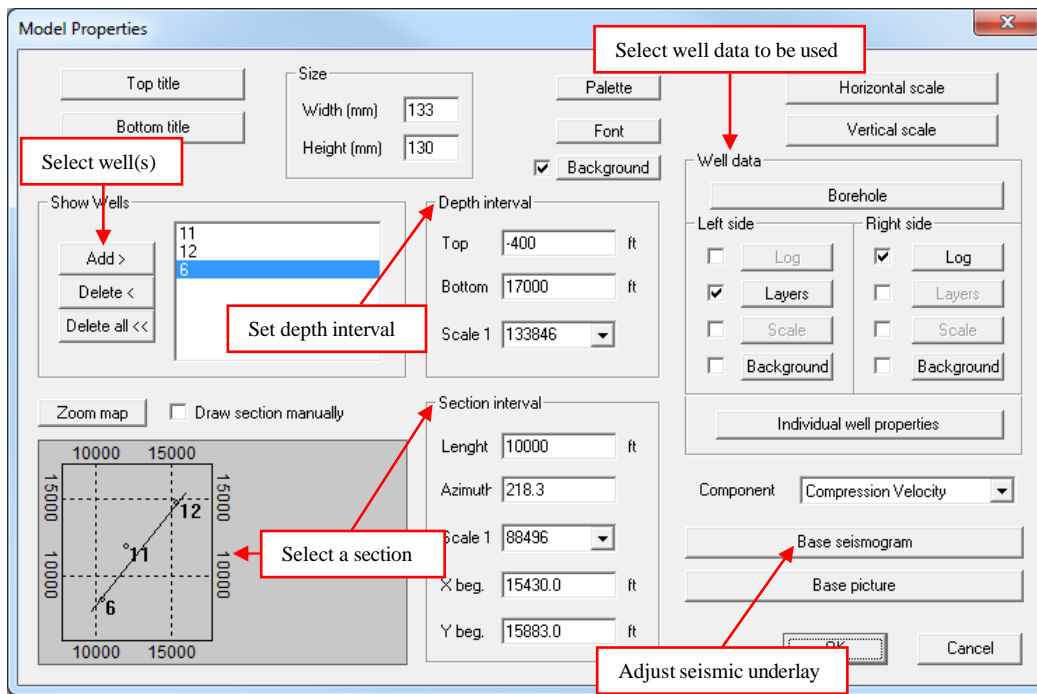 Model Properties
Select well data to be used
Top title
Size
Width (mm) 133
Height (mm) 130
Palette
Horizontal scale
Bottom title
Font
Vertical scale
Select well(s)
Background
Well data
Borehole
Show Wells
Add >
Delete <
Delete all <<
11
12
6
Depth interval
Top -400 ft
Bottom 17000 ft
Scale 1 133846
Set depth interval
Left side
Log
Layers
Scale
Background
Right side
Log
Layers
Scale
Background
Individual well properties
Zoom map
Draw section manually
Section interval
Lenght 10000 ft
Azimuth 218.3
Scale 1 88496
X beg. 15430.0 ft
Y beg. 15883.0 ft
10000 15000
15000
10000
15000
10000
12
11
6
10000 15000
Select a section
Component Compression Velocity
Base seismogram
Base picture
Adjust seismic underlay
Cancel